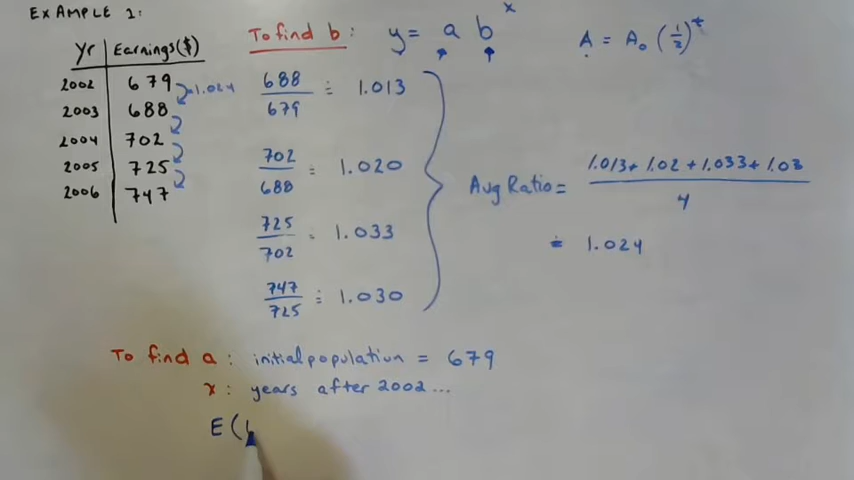 EXAMPLE 1:
Yr Earnings($)
2002 679
2003 688
2004 702
2005 725
2006 747
×1.024
To find b: y = a b^x
688/679 ≐ 1.013
702/688 ≐ 1.020
725/702 ≐ 1.033
747/725 ≐ 1.030
A = A₀ (1/2)^t
Avg Ratio = (1.013 + 1.02 + 1.033 + 1.03)/4
≐ 1.024
To find a: initial population = 679
x: years after 2002...
E(